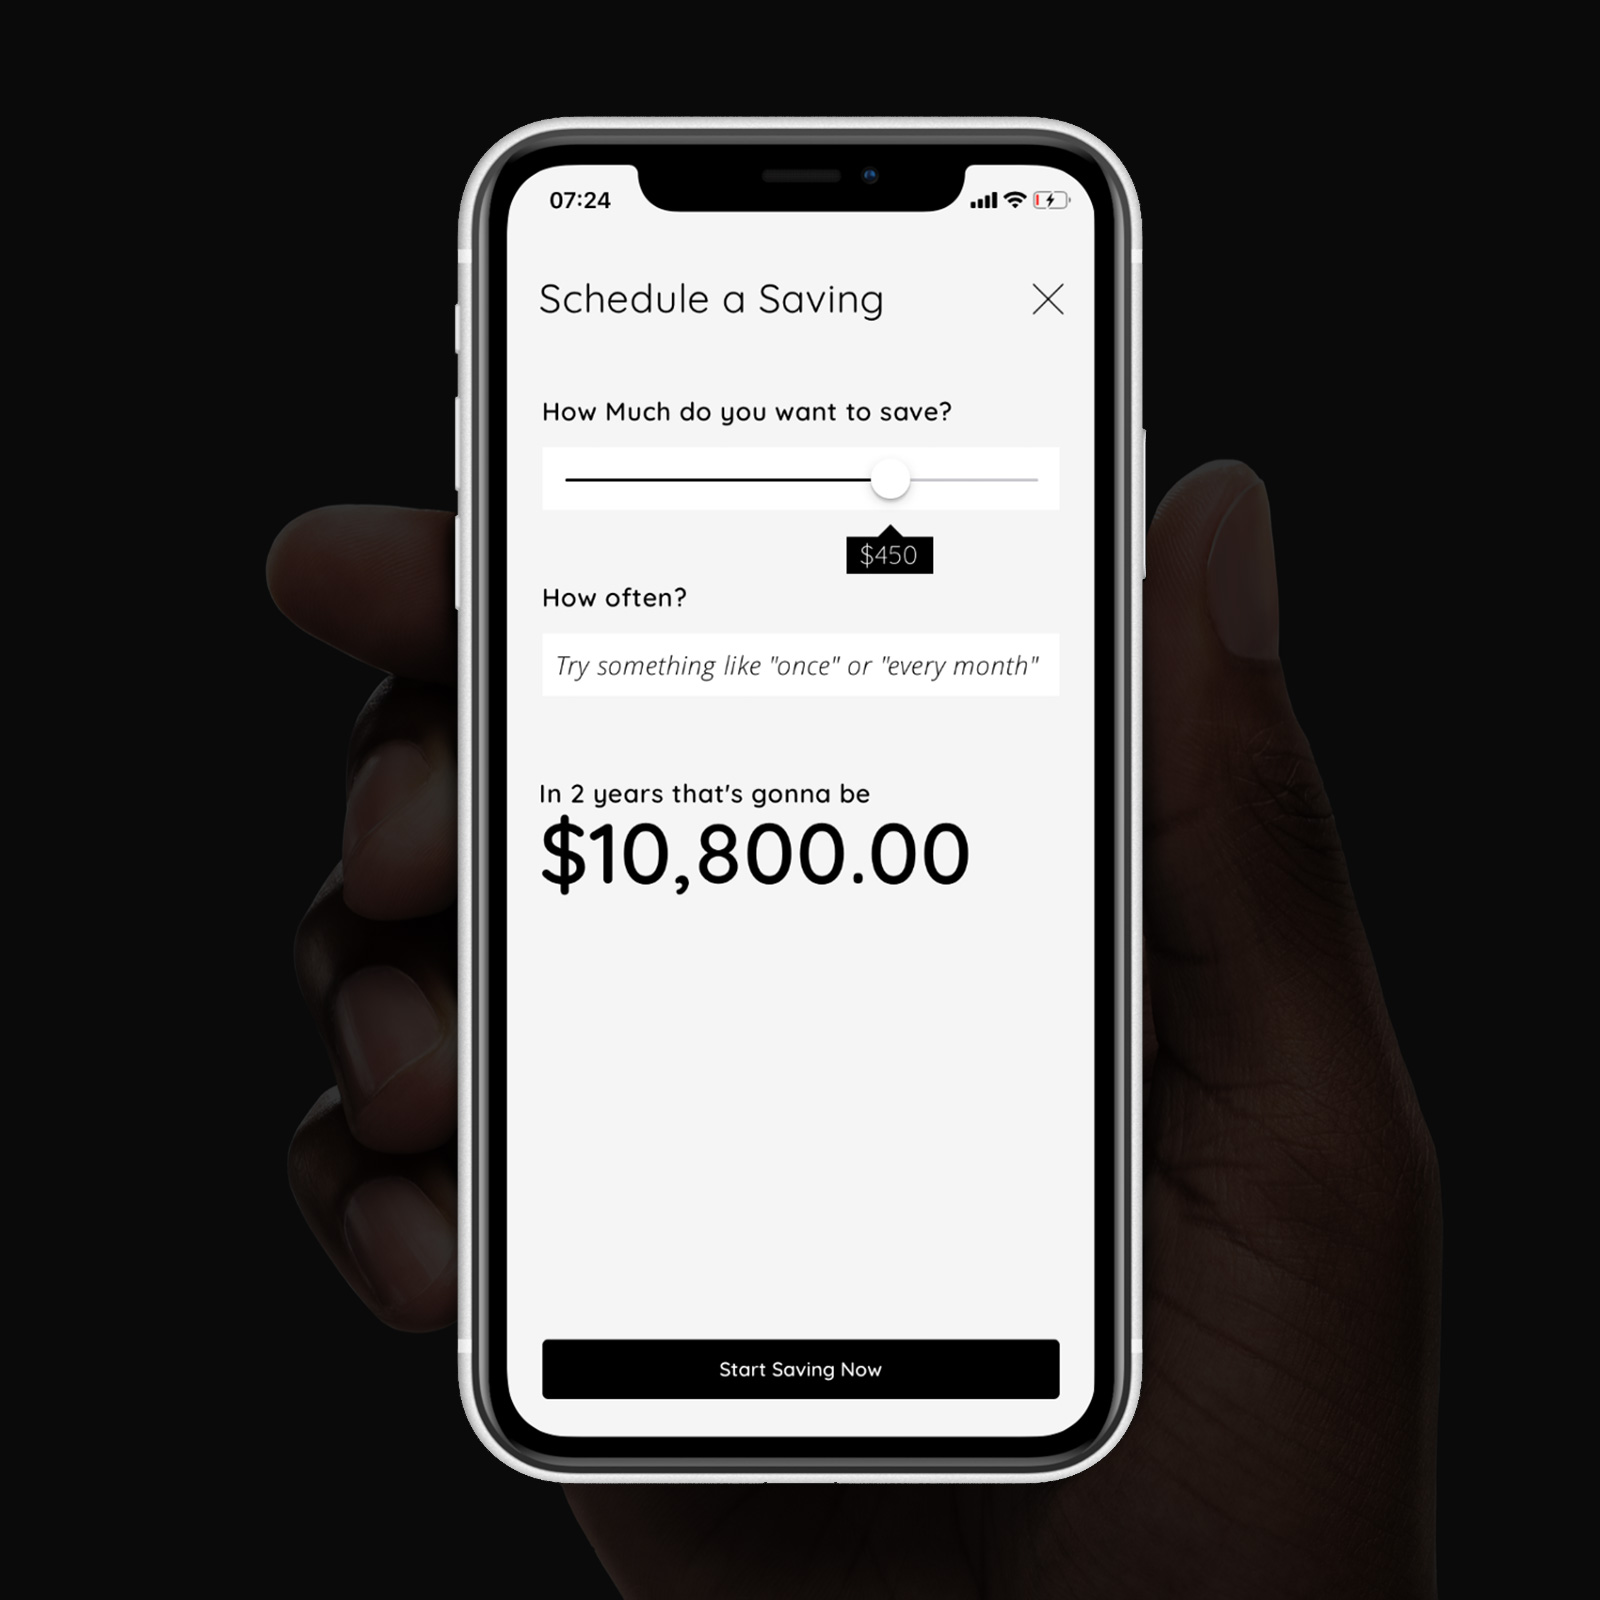 07:24
Schedule a Saving
How Much do you want to save?
$450
How often?
Try something like "once" or "every month"
In 2 years that's gonna be
$10,800.00
Start Saving Now